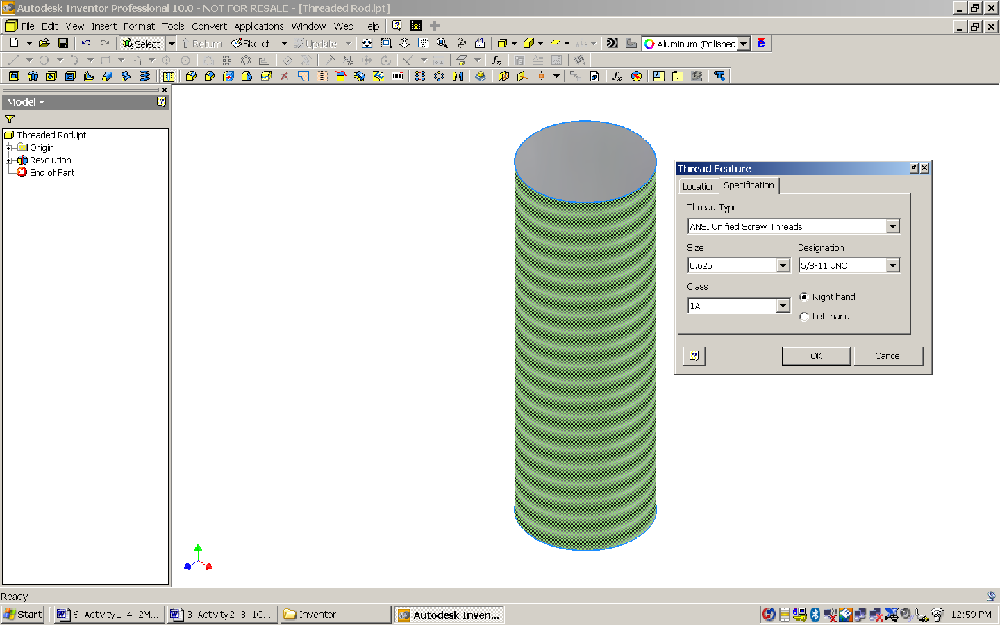 Autodesk Inventor Professional 10.0 - NOT FOR RESALE - [Threaded Rod.ipt]
File Edit View Insert Format Tools Convert Applications Window Web Help
Select Return Sketch Update Aluminum (Polished
Model
Threaded Rod.ipt
Origin
Revolution1
End of Part
Thread Feature
Location Specification
Thread Type
ANSI Unified Screw Threads
Size Designation
0.625 5/8-11 UNC
Class
1A
Right hand
Left hand
OK Cancel
Ready
Start 6_Activity1_4_2M... 3_Activity2_3_1C... Inventor Autodesk Inven... 12:59 PM